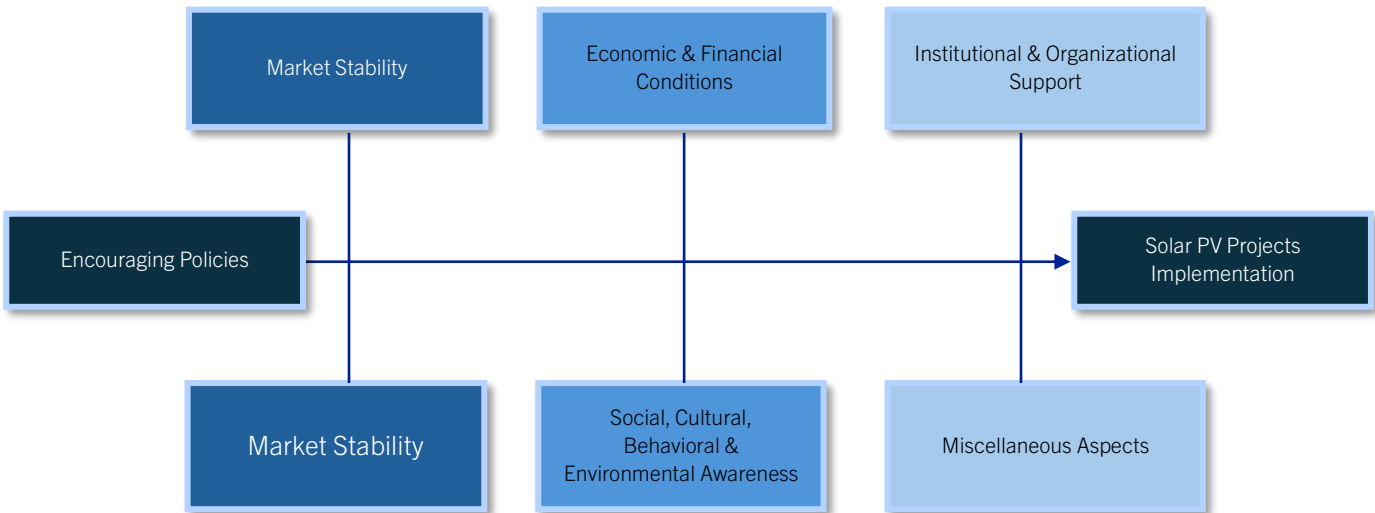 Market Stability
Economic & Financial
Conditions
Institutional & Organizational
Support
Encouraging Policies
Solar PV Projects
Implementation
Market Stability
Social, Cultural,
Behavioral &
Environmental Awareness
Miscellaneous Aspects